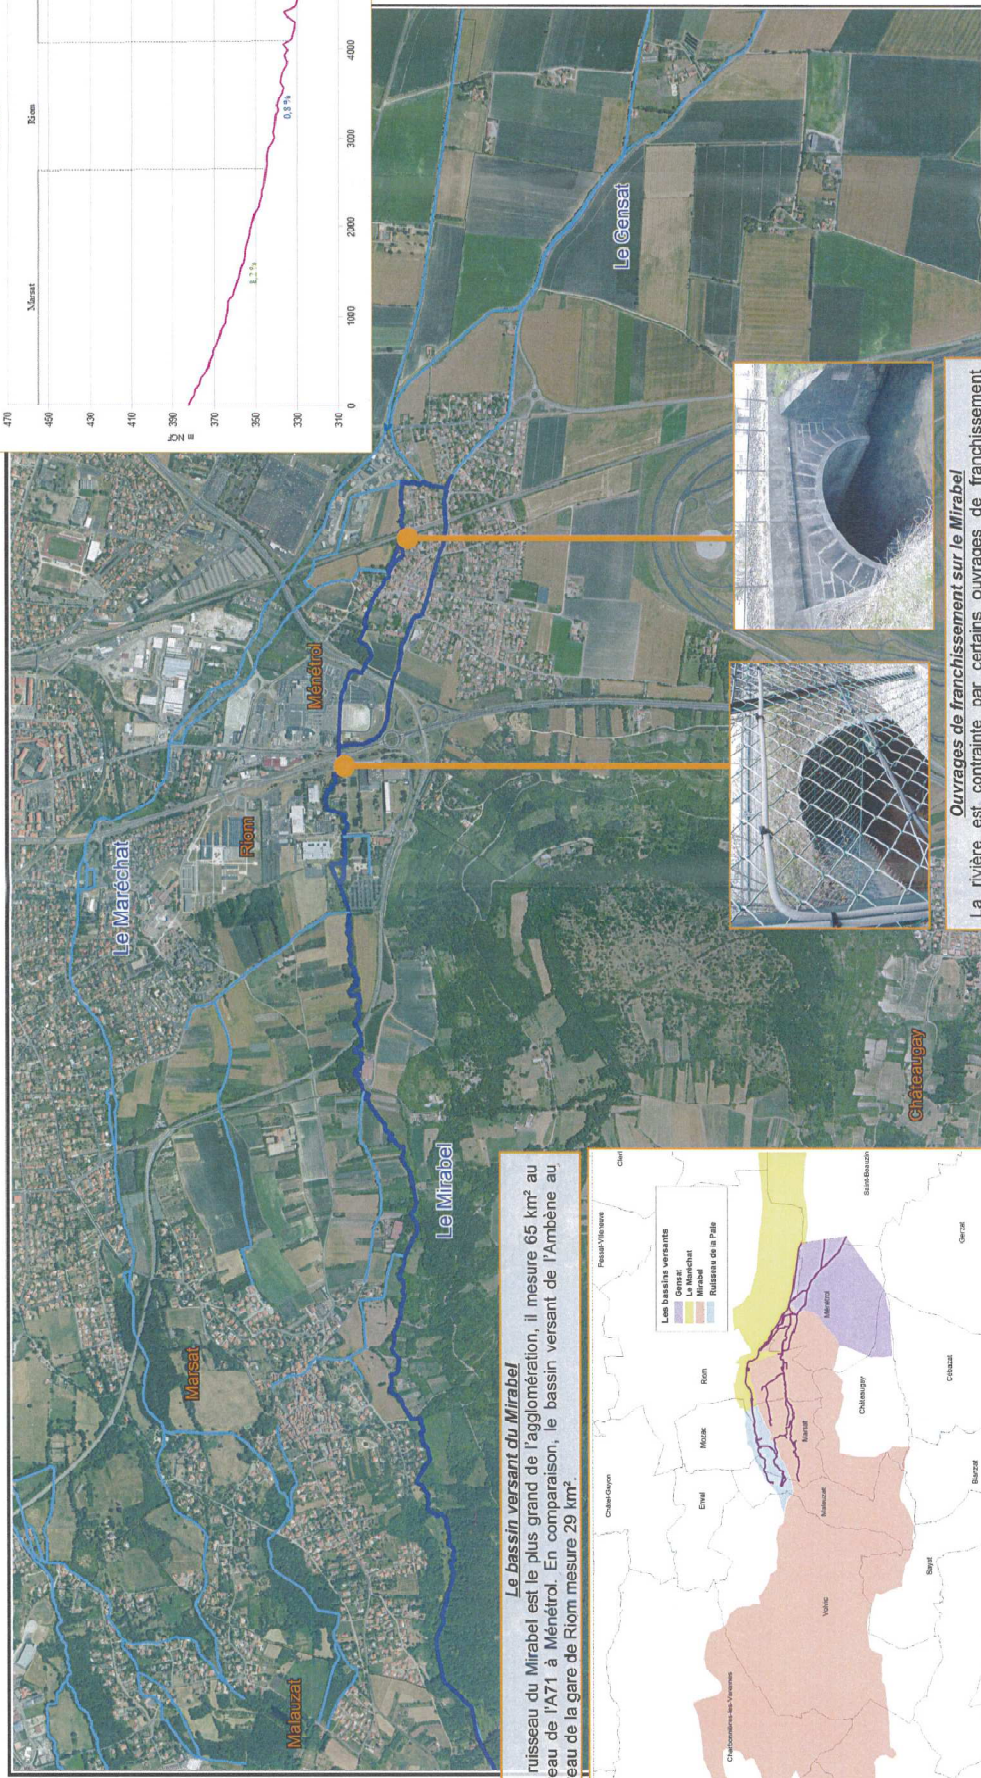 470
450
430
410
390
350
330
310
m NGF
Marsat
Riom
0,8 %
0
1000
2000
3000
4000
Le Maréchat
Riom
Ménétrol
Marsat
Malauzat
Le Mirabel
Le Gensat
Châteaugay
Le bassin versant du Mirabel
ruisseau du Mirabel est le plus grand de l'agglomération, il mesure 65 km² au
eau de l'A71 à Ménétrol. En comparaison, le bassin versant de l'Ambène au
eau de la gare de Riom mesure 29 km².
Ouvrages de franchissement sur le Mirabel
La rivière est contrainte par certains ouvrages de franchissement
Les bassins versants
Gensat
Le Maréchat
Mirabel
Ruisseau de la Pale
Châtel-Guyon
Pessat-Villeneuve
Enval
Mozac
Riom
Ménétrol
Marsat
Malauzat
Volvic
Charbonnières-les-Varennes
Châteaugay
Saint-Beauzire
Sayat
Blanzat
Cébazat
Gerzat